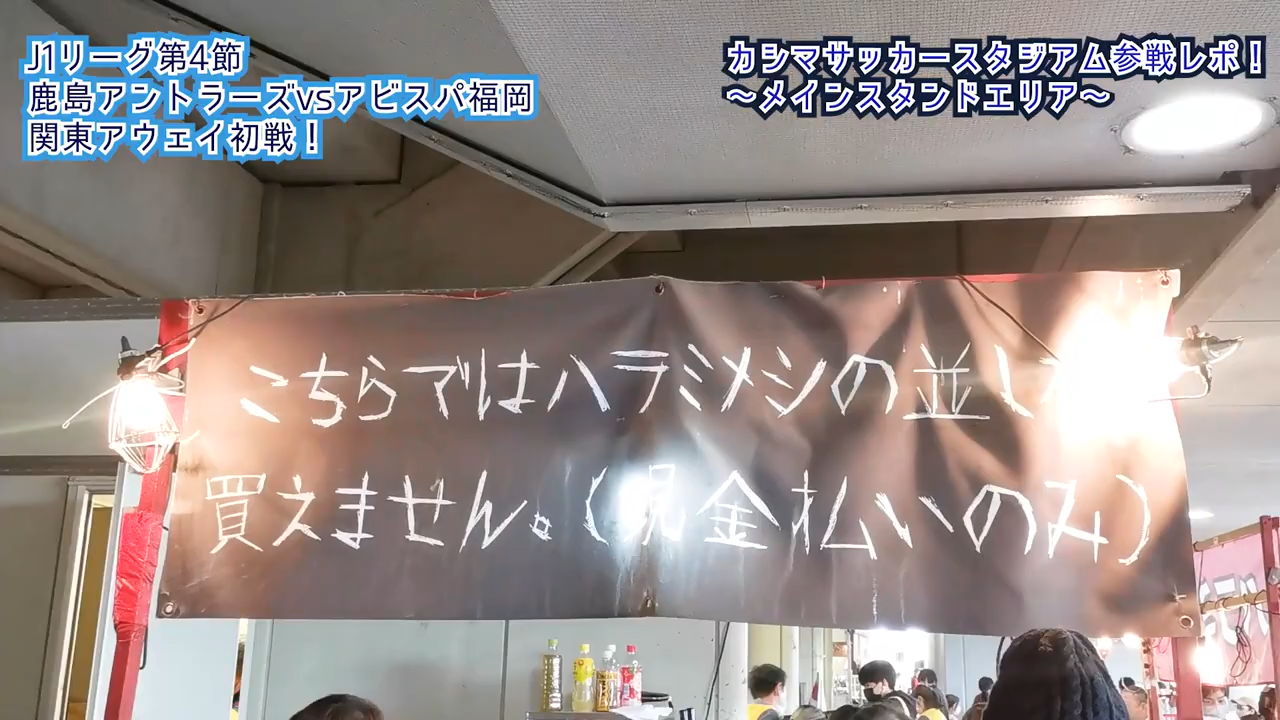 J1リーグ第4節
鹿島アントラーズvsアビスパ福岡
関東アウェイ初戦！
カシマサッカースタジアム参戦レポ！
～メインスタンドエリア～
こちらではハラミメシの並し
買えません。(現金払いのみ)